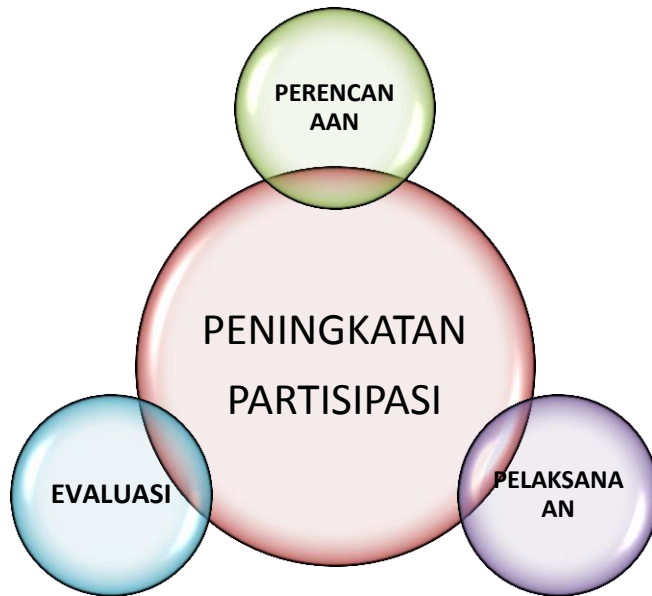 PERENCAN
AAN
PENINGKATAN
PARTISIPASI
EVALUASI
PELAKSANA
AN